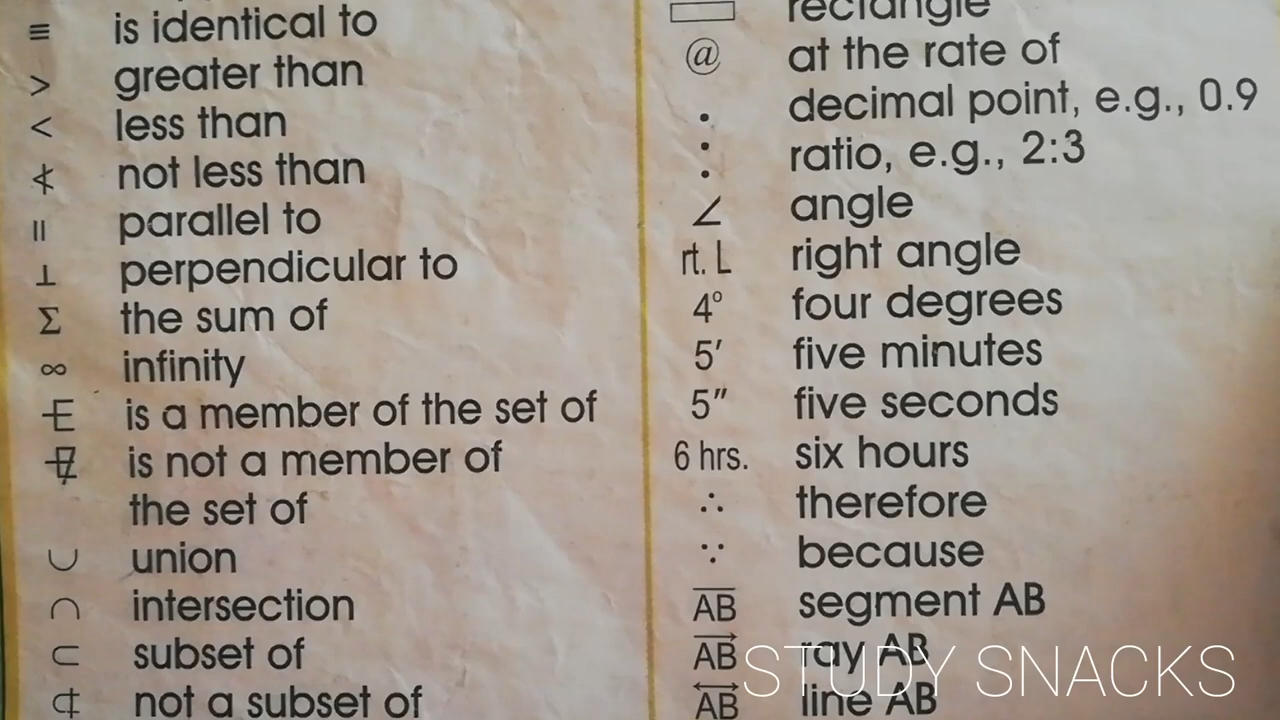 ≡ is identical to
> greater than
< less than
≮ not less than
|| parallel to
⊥ perpendicular to
Σ the sum of
∞ infinity
-E is a member of the set of
is not a member of
the set of
∪ union
∩ intersection
⊂ subset of
⊄ not a subset of
▭ rectangle
@ at the rate of
. decimal point, e.g., 0.9
: ratio, e.g., 2:3
∠ angle
rt. L right angle
4° four degrees
5′ five minutes
5″ five seconds
6 hrs. six hours
∴ therefore
∵ because
A̅B̅ segment AB
A⃗B⃗ ray AB
A⃡B⃡ line AB
STUDY SNACKS